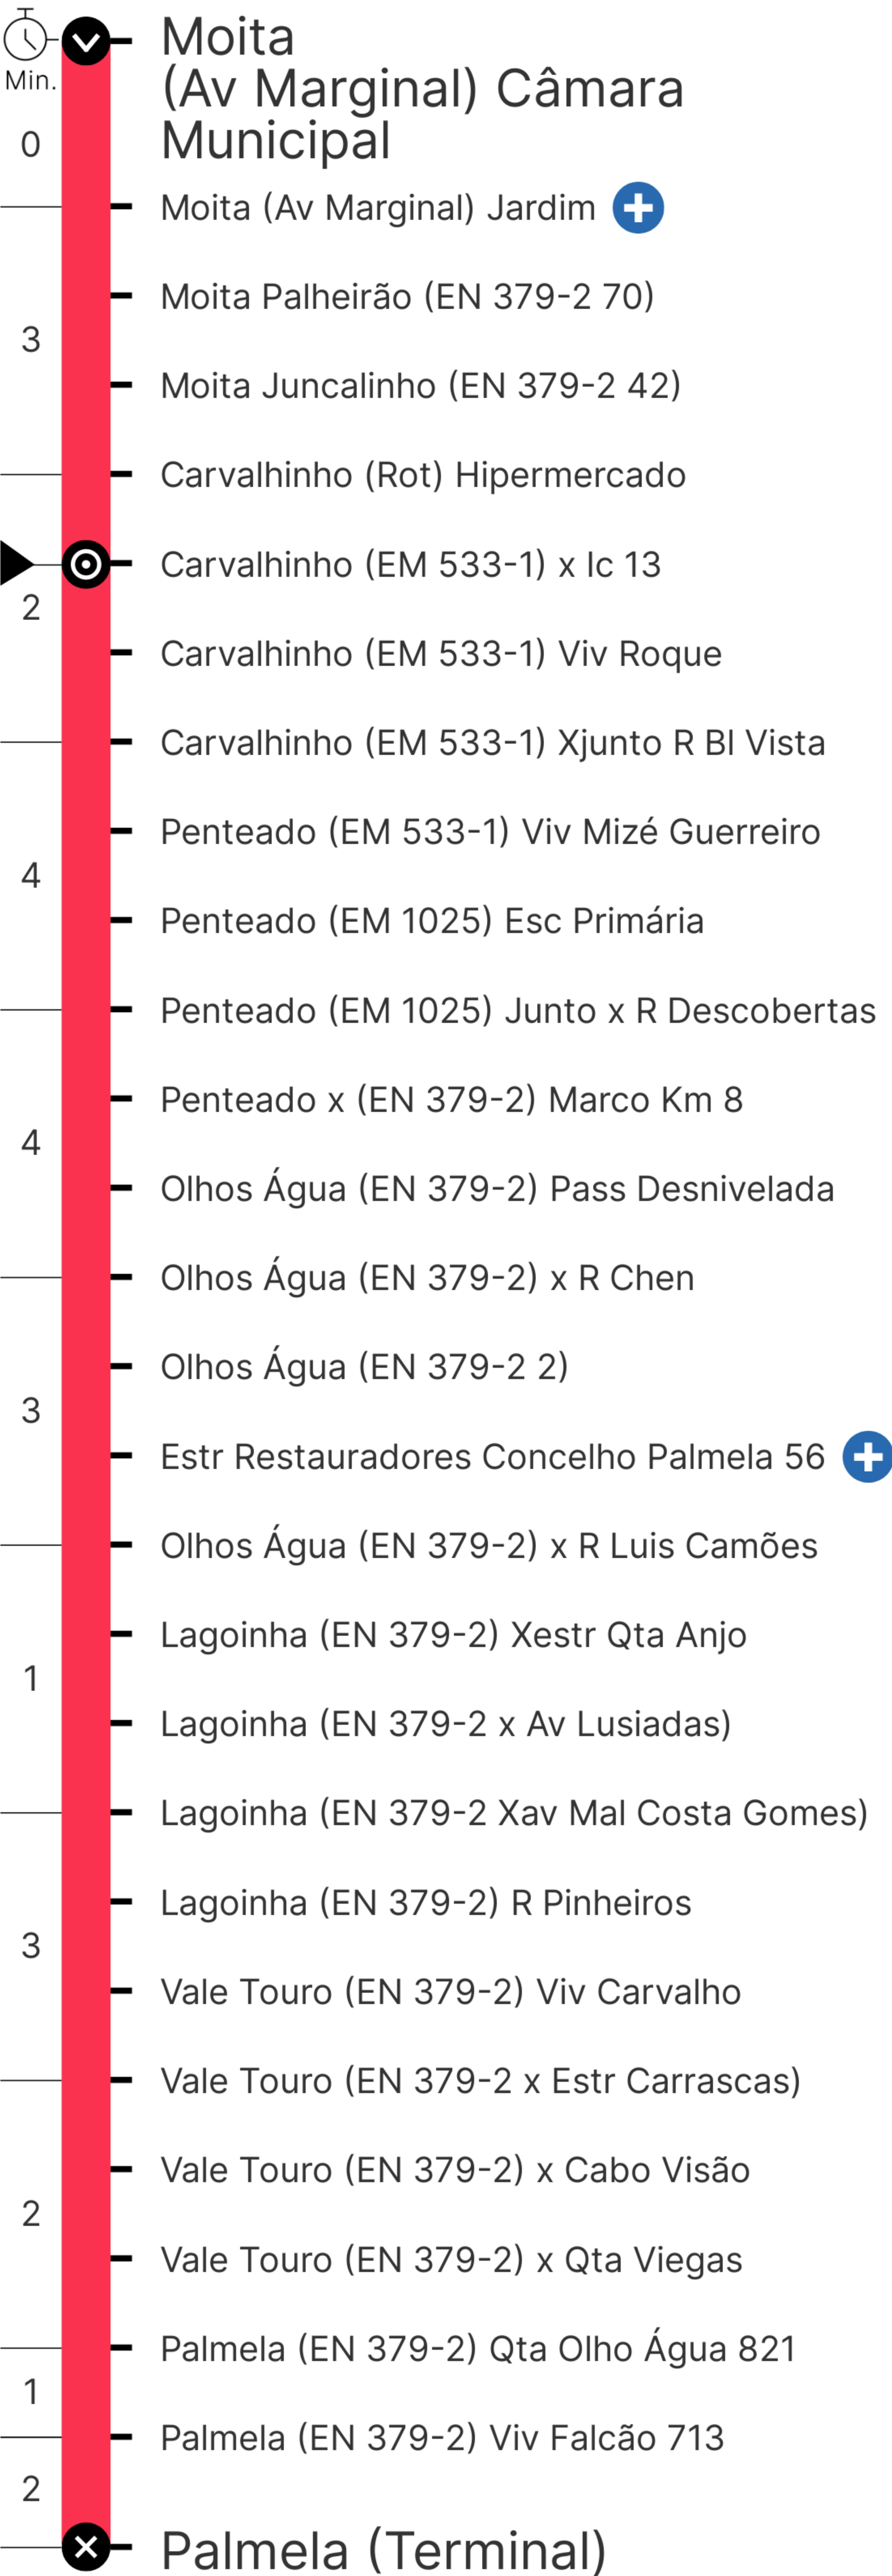 Min.
Moita
(Av Marginal) Câmara
Municipal
0
Moita (Av Marginal) Jardim
Moita Palheirão (EN 379-2 70)
3
Moita Juncalinho (EN 379-2 42)
Carvalhinho (Rot) Hipermercado
Carvalhinho (EM 533-1) x Ic 13
2
Carvalhinho (EM 533-1) Viv Roque
Carvalhinho (EM 533-1) Xjunto R Bl Vista
Penteado (EM 533-1) Viv Mizé Guerreiro
4
Penteado (EM 1025) Esc Primária
Penteado (EM 1025) Junto x R Descobertas
Penteado x (EN 379-2) Marco Km 8
4
Olhos Água (EN 379-2) Pass Desnivelada
Olhos Água (EN 379-2) x R Chen
Olhos Água (EN 379-2 2)
3
Estr Restauradores Concelho Palmela 56
Olhos Água (EN 379-2) x R Luis Camões
Lagoinha (EN 379-2) Xestr Qta Anjo
1
Lagoinha (EN 379-2 x Av Lusiadas)
Lagoinha (EN 379-2 Xav Mal Costa Gomes)
Lagoinha (EN 379-2) R Pinheiros
3
Vale Touro (EN 379-2) Viv Carvalho
Vale Touro (EN 379-2 x Estr Carrascas)
Vale Touro (EN 379-2) x Cabo Visão
2
Vale Touro (EN 379-2) x Qta Viegas
Palmela (EN 379-2) Qta Olho Água 821
1
Palmela (EN 379-2) Viv Falcão 713
2
Palmela (Terminal)